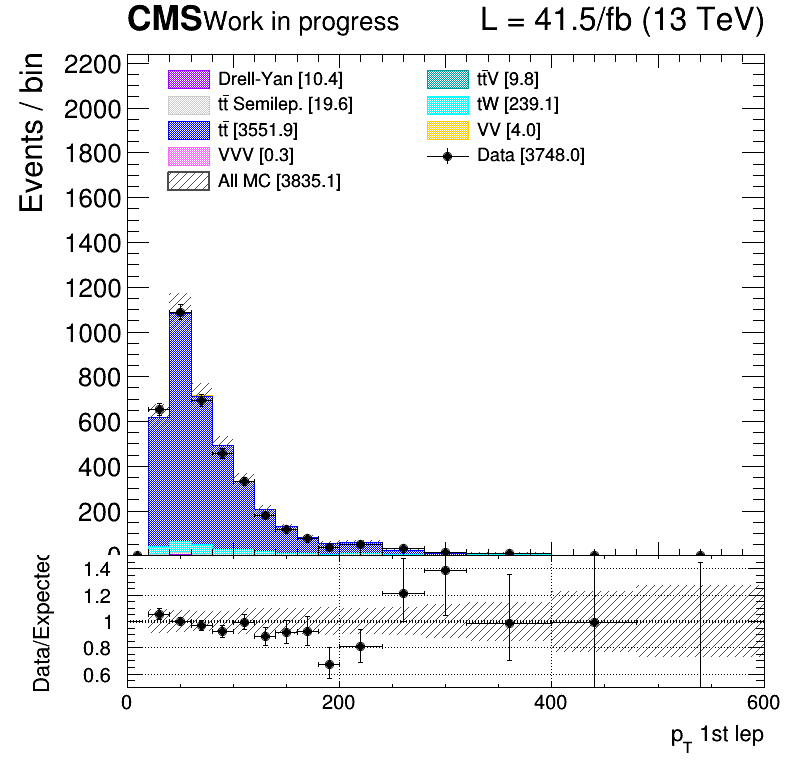 CMS Work in progress L = 41.5/fb (13 TeV)
Events / bin
2200
2000
1800
1600
1400
1200
1000
800
600
400
200
0
Drell-Yan [10.4]
tt̄ Semilep. [19.6]
tt̄ [3551.9]
VVV [0.3]
All MC [3835.1]
tt̄V [9.8]
tW [239.1]
VV [4.0]
Data [3748.0]
Data/Expected
1.4
1.2
1
0.8
0.6
0 200 400 600
p_T 1st lep